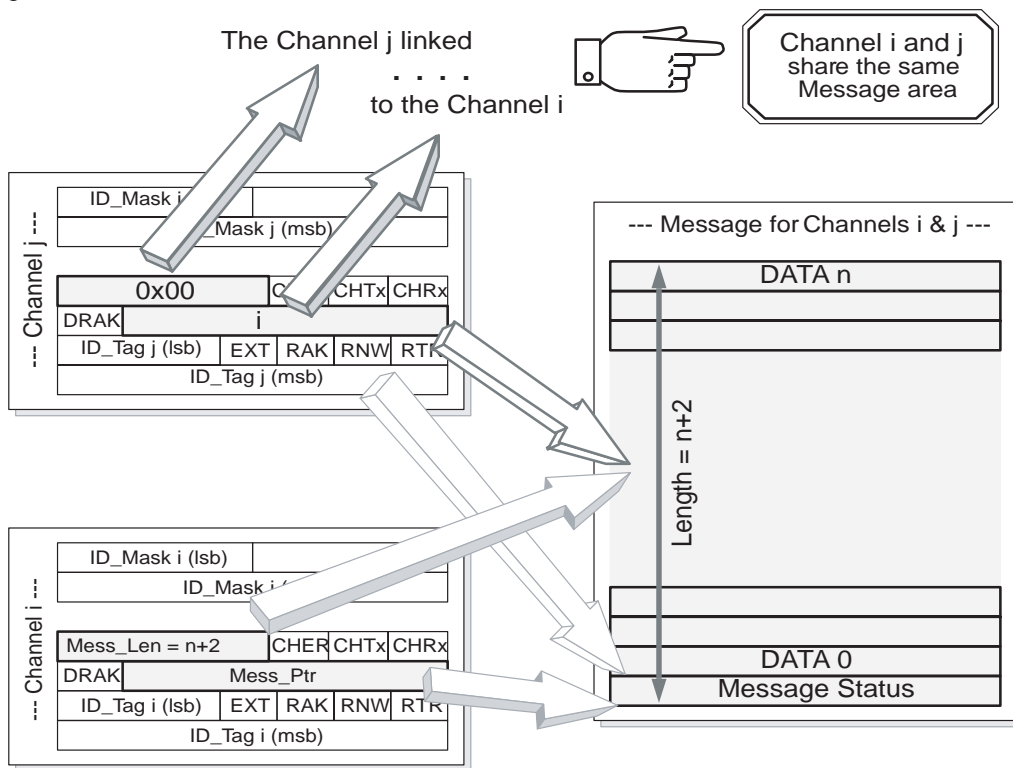 The Channel j linked
. . . .
to the Channel i
Channel i and j
share the same
Message area
--- Channel j ---
ID_Mask j
Mask j (msb)
0x00
CHTx
CHRx
DRAK
i
ID_Tag j (lsb)
EXT
RAK
RNW
RTR
ID_Tag j (msb)
--- Channel i ---
ID_Mask i (lsb)
ID_Mask i
Mess_Len = n+2
CHER
CHTx
CHRx
DRAK
Mess_Ptr
ID_Tag i (lsb)
EXT
RAK
RNW
RTR
ID_Tag i (msb)
--- Message for Channels i & j ---
DATA n
Length = n+2
DATA 0
Message Status